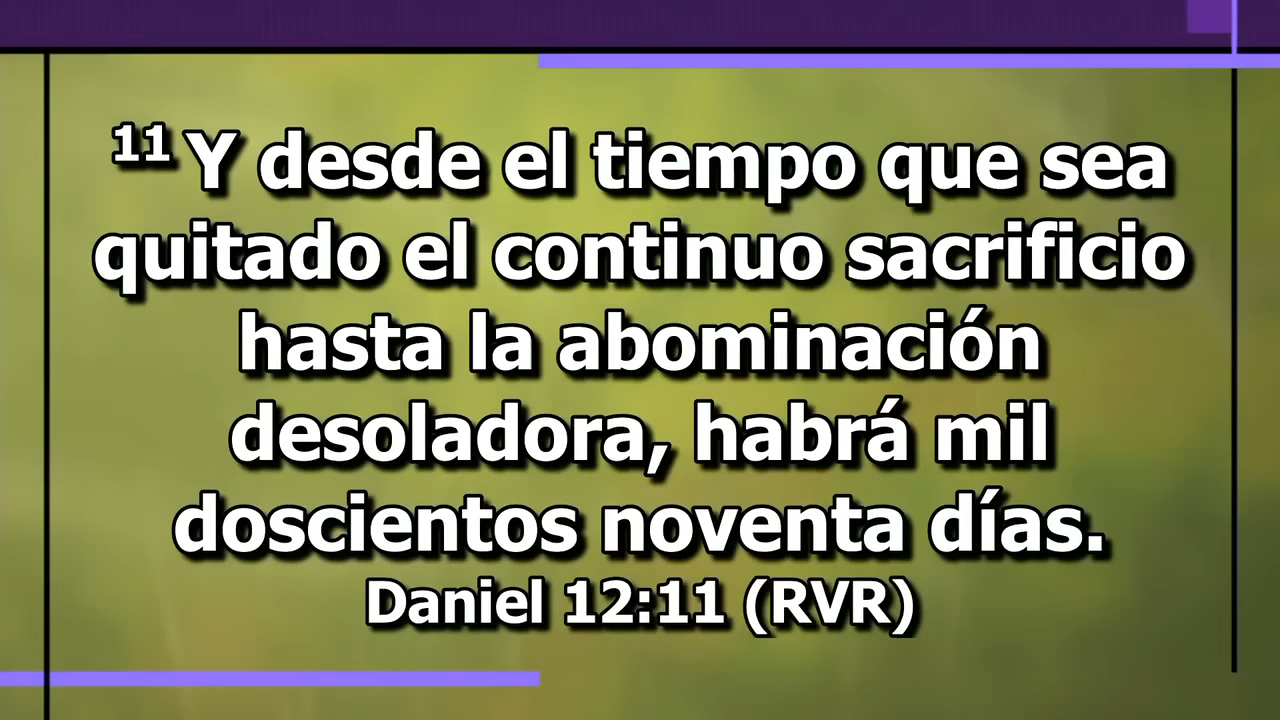 11 Y desde el tiempo que sea
quitado el continuo sacrificio
hasta la abominación
desoladora, habrá mil
doscientos noventa días.
Daniel 12:11 (RVR)